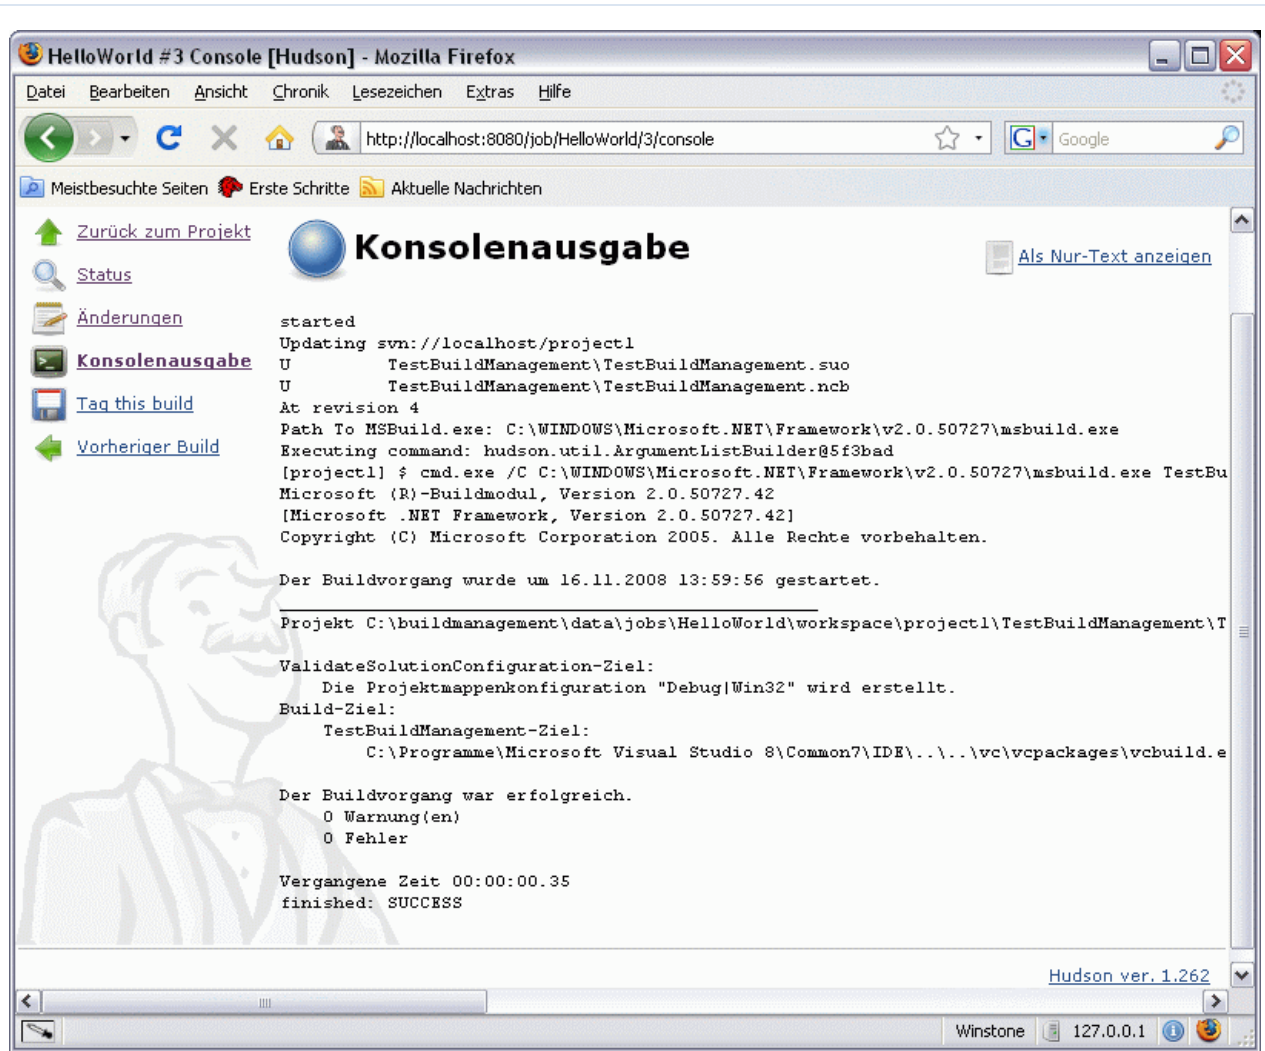 HelloWorld #3 Console [Hudson] - Mozilla Firefox
Datei Bearbeiten Ansicht Chronik Lesezeichen Extras Hilfe
http://localhost:8080/job/HelloWorld/3/console
G Google
Meistbesuchte Seiten Erste Schritte Aktuelle Nachrichten
Zurück zum Projekt
Status
Änderungen
Konsolenausgabe
Tag this build
Vorheriger Build
Konsolenausgabe
Als Nur-Text anzeigen
started
Updating svn://localhost/project1
U TestBuildManagement\TestBuildManagement.suo
U TestBuildManagement\TestBuildManagement.ncb
At revision 4
Path To MSBuild.exe: C:\WINDOWS\Microsoft.NET\Framework\v2.0.50727\msbuild.exe
Executing command: hudson.util.ArgumentListBuilder@5f3bad
[project1] $ cmd.exe /C C:\WINDOWS\Microsoft.NET\Framework\v2.0.50727\msbuild.exe TestBu
Microsoft (R)-Buildmodul, Version 2.0.50727.42
[Microsoft .NET Framework, Version 2.0.50727.42]
Copyright (C) Microsoft Corporation 2005. Alle Rechte vorbehalten.
Der Buildvorgang wurde um 16.11.2008 13:59:56 gestartet.
Projekt C:\buildmanagement\data\jobs\HelloWorld\workspace\project1\TestBuildManagement\T
ValidateSolutionConfiguration-Ziel:
Die Projektmappenkonfiguration "Debug|Win32" wird erstellt.
Build-Ziel:
TestBuildManagement-Ziel:
C:\Programme\Microsoft Visual Studio 8\Common7\IDE\..\..\vc\vcpackages\vcbuild.e
Der Buildvorgang war erfolgreich.
0 Warnung(en)
0 Fehler
Vergangene Zeit 00:00:00.35
finished: SUCCESS
Hudson ver. 1.262
Winstone 127.0.0.1